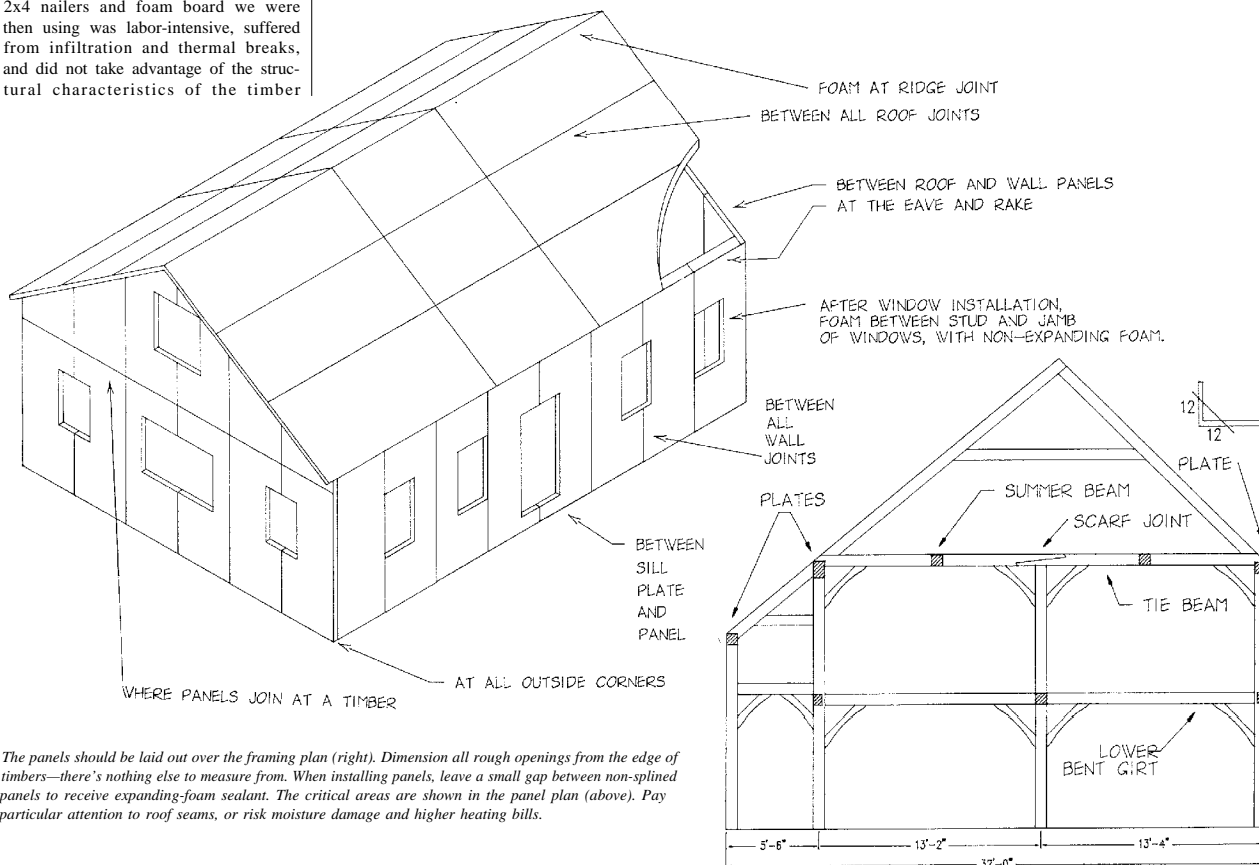 2x4 nailers and foam board we were
then using was labor-intensive, suffered
from infiltration and thermal breaks,
and did not take advantage of the struc-
tural characteristics of the timber
FOAM AT RIDGE JOINT
BETWEEN ALL ROOF JOINTS
BETWEEN ROOF AND WALL PANELS
AT THE EAVE AND RAKE
AFTER WINDOW INSTALLATION,
FOAM BETWEEN STUD AND JAMB
OF WINDOWS, WITH NON-EXPANDING FOAM.
BETWEEN
ALL
WALL
JOINTS
BETWEEN
SILL
PLATE
AND
PANEL
AT ALL OUTSIDE CORNERS
WHERE PANELS JOIN AT A TIMBER
12
12
PLATE
PLATES
SUMMER BEAM
SCARF JOINT
TIE BEAM
LOWER
BENT GIRT
5'-6"
13'-2"
13'-4"
37'-0"
The panels should be laid out over the framing plan (right). Dimension all rough openings from the edge of
timbers—there's nothing else to measure from. When installing panels, leave a small gap between non-splined
panels to receive expanding-foam sealant. The critical areas are shown in the panel plan (above). Pay
particular attention to roof seams, or risk moisture damage and higher heating bills.